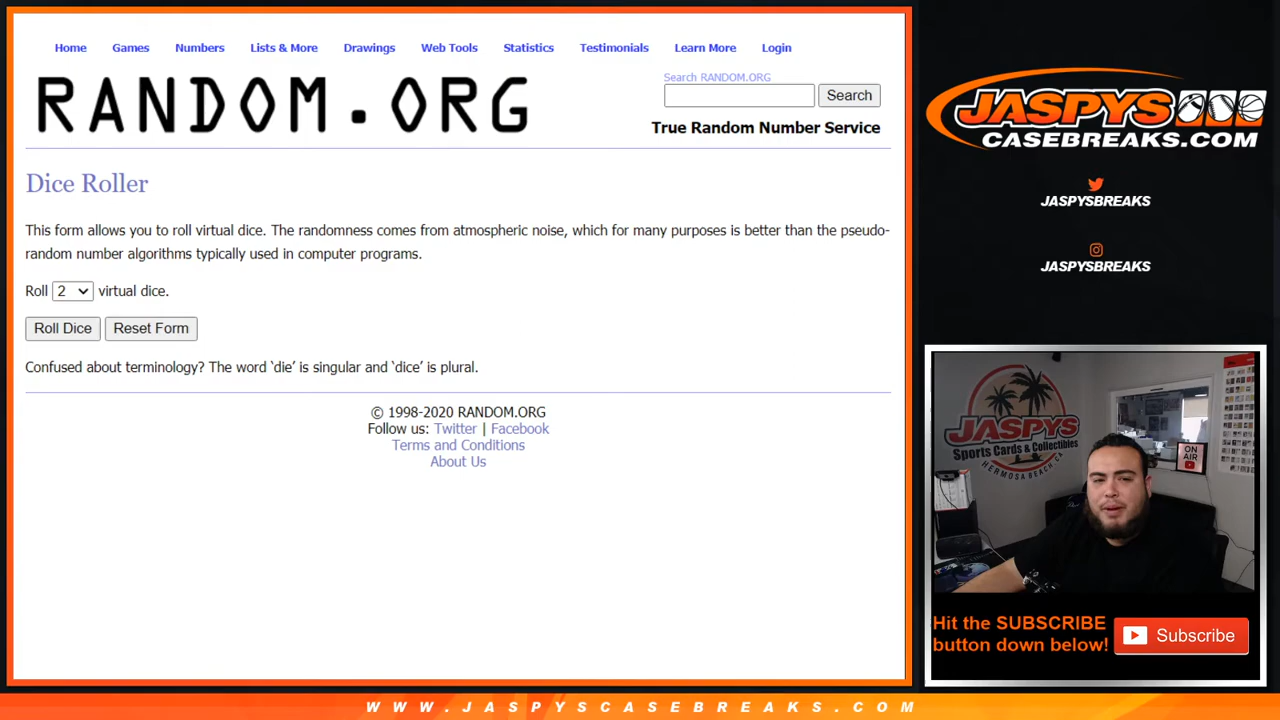 Home Games Numbers Lists & More Drawings Web Tools Statistics Testimonials Learn More Login
RANDOM.ORG
Search RANDOM.ORG
Search
True Random Number Service
Dice Roller
This form allows you to roll virtual dice. The randomness comes from atmospheric noise, which for many purposes is better than the pseudo-
random number algorithms typically used in computer programs.
Roll 2 virtual dice.
Roll Dice Reset Form
Confused about terminology? The word ‘die’ is singular and ‘dice’ is plural.
© 1998-2020 RANDOM.ORG
Follow us: Twitter | Facebook
Terms and Conditions
About Us
JASPYS
CASEBREAKS.COM
JASPYSBREAKS
JASPYSBREAKS
JASPYS
Sports Cards & Collectibles
HERMOSA BEACH, CA
ON
AIR
Hit the SUBSCRIBE
button down below!
Subscribe
WWW.JASPYSCASEBREAKS.COM